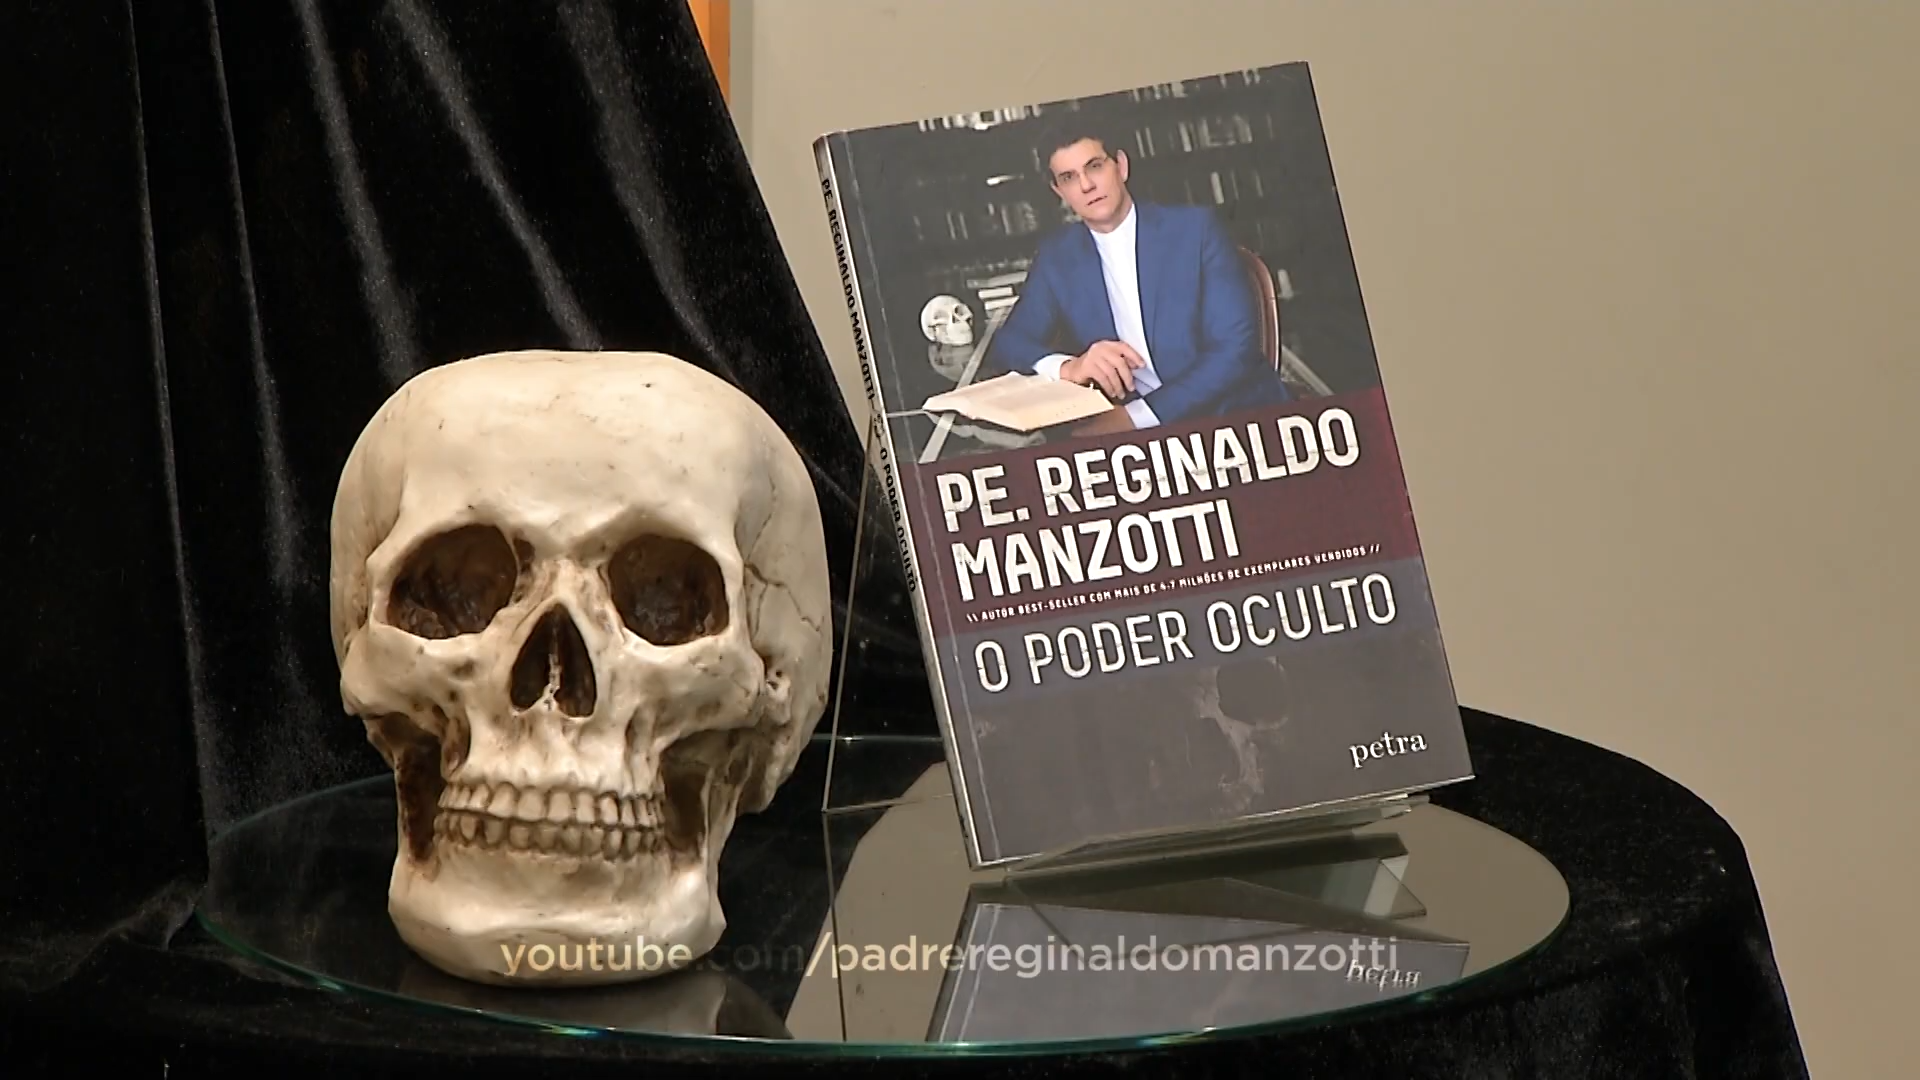 PE. REGINALDO MANZOTTI O PODER OCULTO
PE. REGINALDO
MANZOTTI
\\ AUTOR BEST-SELLER COM MAIS DE 4.7 MILHÕES DE EXEMPLARES VENDIDOS //
O PODER OCULTO
petra
youtube.com/padrereginaldomanzotti
petra